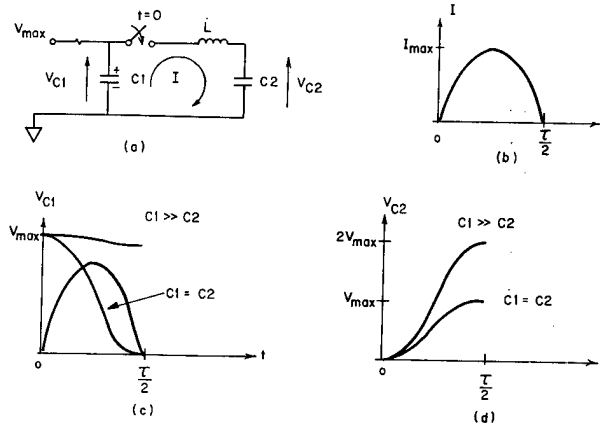 Vmax
t=0
L
VC1
+
−
C1
I
C2
VC2
(a)
I
Imax
0
τ/2
(b)
VC1
Vmax
C1 >> C2
C1 = C2
0
τ/2
t
(c)
VC2
2Vmax
C1 >> C2
Vmax
C1 = C2
0
τ/2
(d)